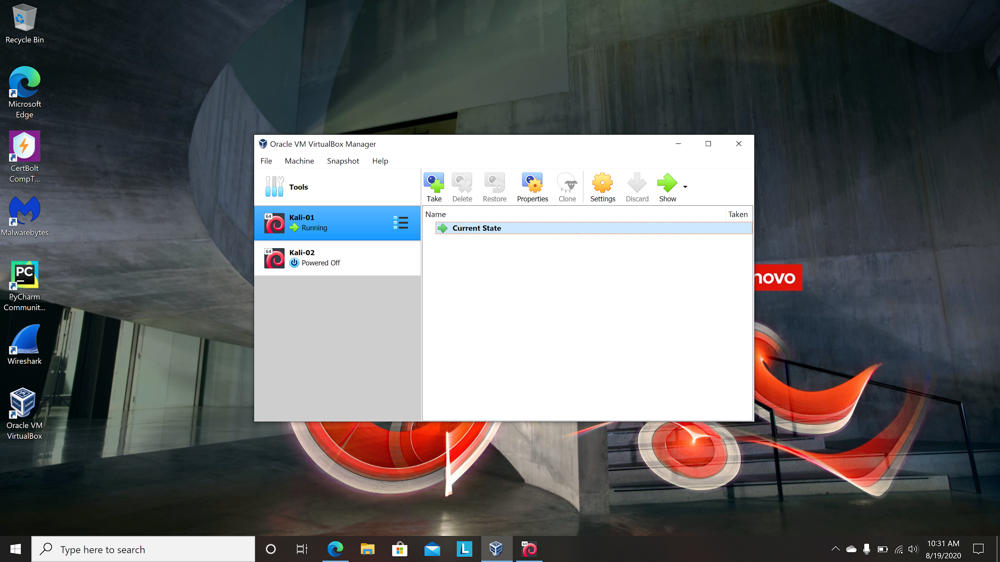 Recycle Bin
Microsoft
Edge
CertBolt
CompT...
Malwarebytes
PC
PyCharm
Communit...
Wireshark
Oracle VM
VirtualBox
Oracle VM VirtualBox Manager
File Machine Snapshot Help
Tools
Take Delete Restore Properties Clone Settings Discard Show
64
Kali-01
Running
64
Kali-02
Powered Off
Name Taken
Current State
novo
Type here to search
L
64
10:31 AM
8/19/2020